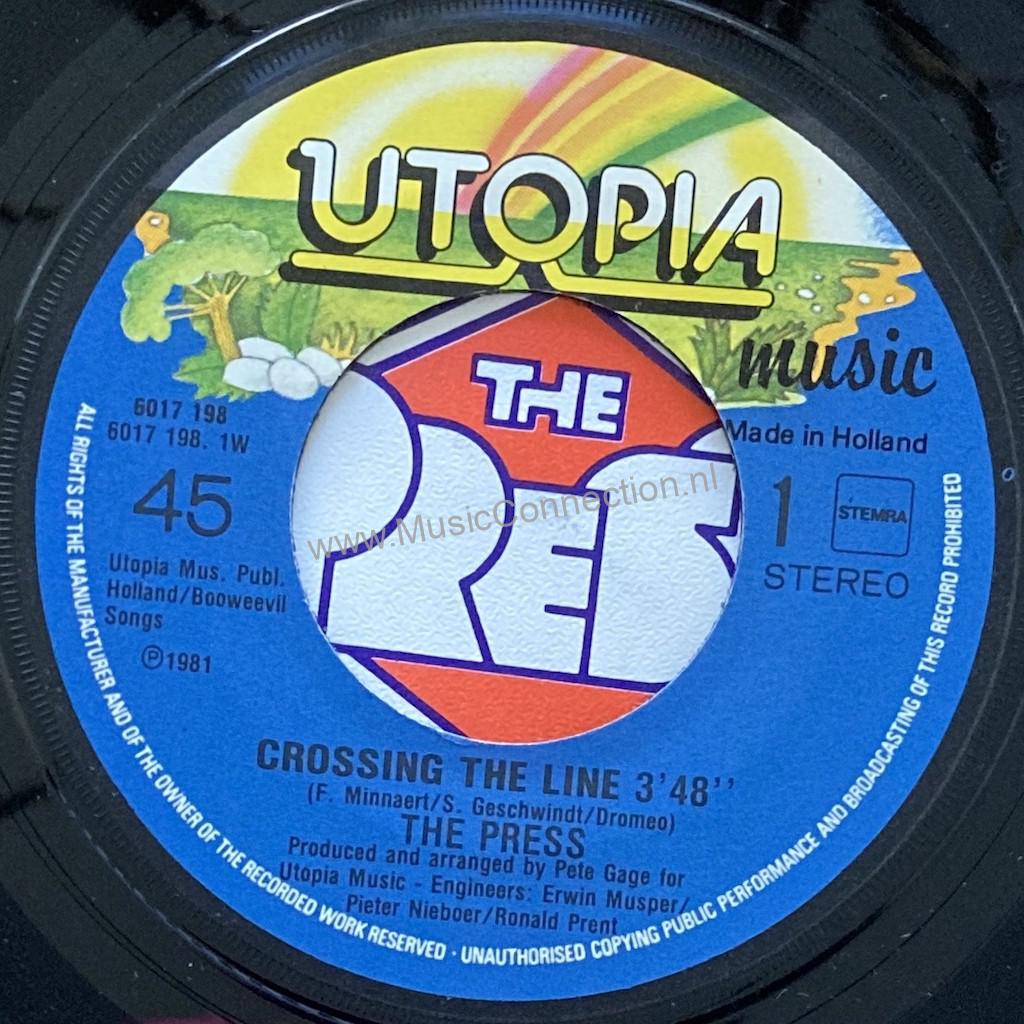 UTOPIA
music
THE
PRES
www.MusicConnection.nl
6017 198
6017 198. 1W
45
Utopia Mus. Publ.
Holland/Booweevil
Songs
℗1981
Made in Holland
1
STEMRA
STEREO
CROSSING THE LINE 3'48''
(F. Minnaert/S. Geschwindt/Dromeo)
THE PRESS
Produced and arranged by Pete Gage for
Utopia Music - Engineers: Erwin Musper/
Pieter Nieboer/Ronald Prent
ALL RIGHTS OF THE MANUFACTURER AND OF THE OWNER OF THE RECORDED WORK RESERVED · UNAUTHORISED COPYING PUBLIC PERFORMANCE AND BROADCASTING OF THIS RECORD PROHIBITED